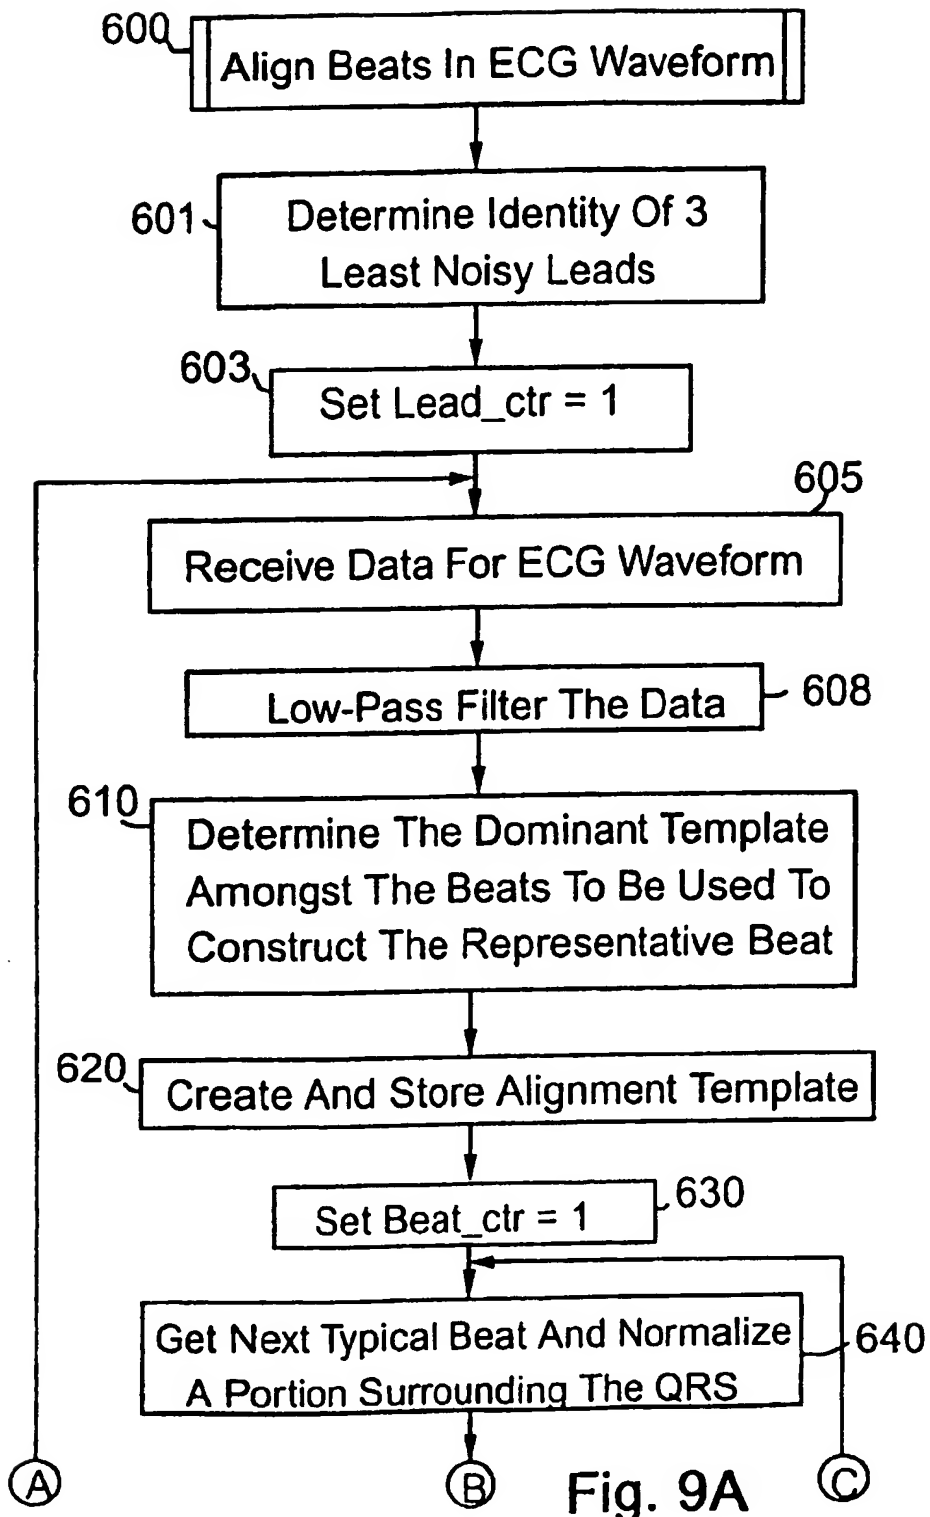 600
Align Beats In ECG Waveform
601
Determine Identity Of 3
Least Noisy Leads
603
Set Lead_ctr = 1
605
Receive Data For ECG Waveform
Low-Pass Filter The Data
608
610
Determine The Dominant Template
Amongst The Beats To Be Used To
Construct The Representative Beat
620
Create And Store Alignment Template
Set Beat_ctr = 1
630
Get Next Typical Beat And Normalize
A Portion Surrounding The QRS
640
A
B
Fig. 9A
C